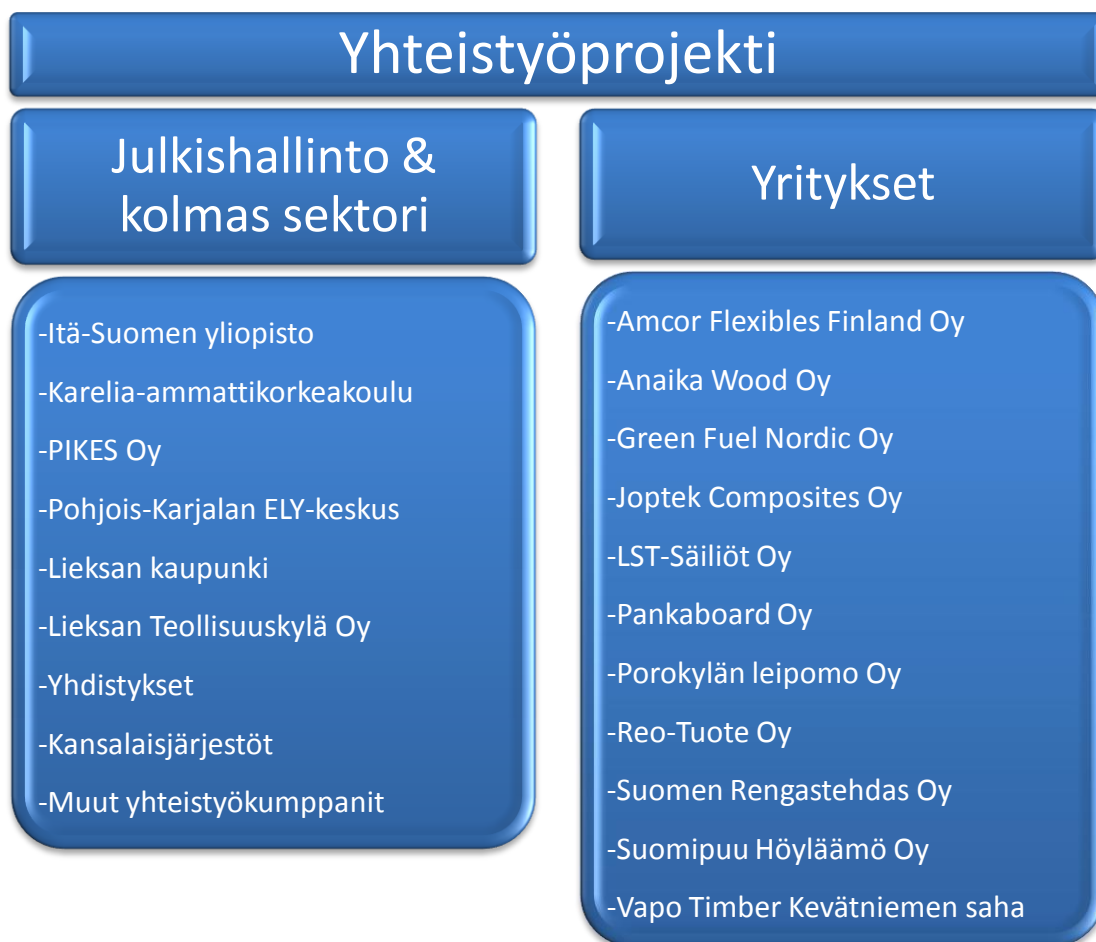 Yhteistyöprojekti
Julkishallinto &
kolmas sektori
-Itä-Suomen yliopisto
-Karelia-ammattikorkeakoulu
-PIKES Oy
-Pohjois-Karjalan ELY-keskus
-Lieksan kaupunki
-Lieksan Teollisuuskylä Oy
-Yhdistykset
-Kansalaisjärjestöt
-Muut yhteistyökumppanit
Yritykset
-Amcor Flexibles Finland Oy
-Anaika Wood Oy
-Green Fuel Nordic Oy
-Joptek Composites Oy
-LST-Säiliöt Oy
-Pankaboard Oy
-Porokylän leipomo Oy
-Reo-Tuote Oy
-Suomen Rengastehdas Oy
-Suomipuu Höyläämö Oy
-Vapo Timber Kevätniemen saha